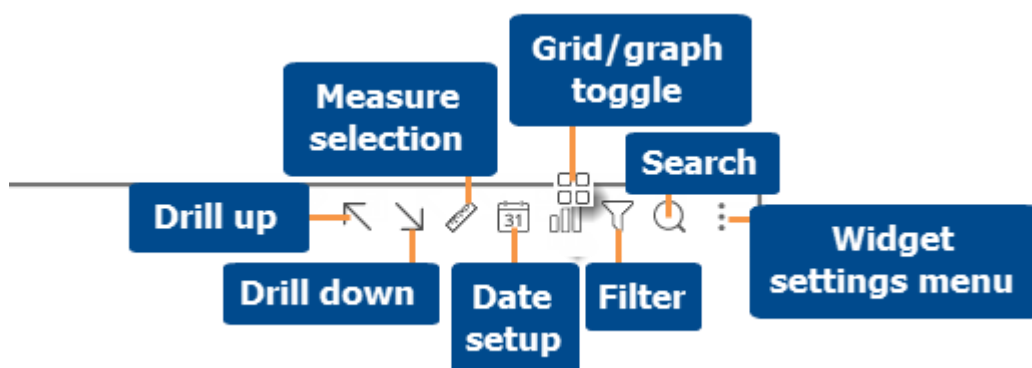 Grid/graph
toggle
Measure
selection
Search
Drill up
31
Widget
settings menu
Drill down
Date
setup
Filter